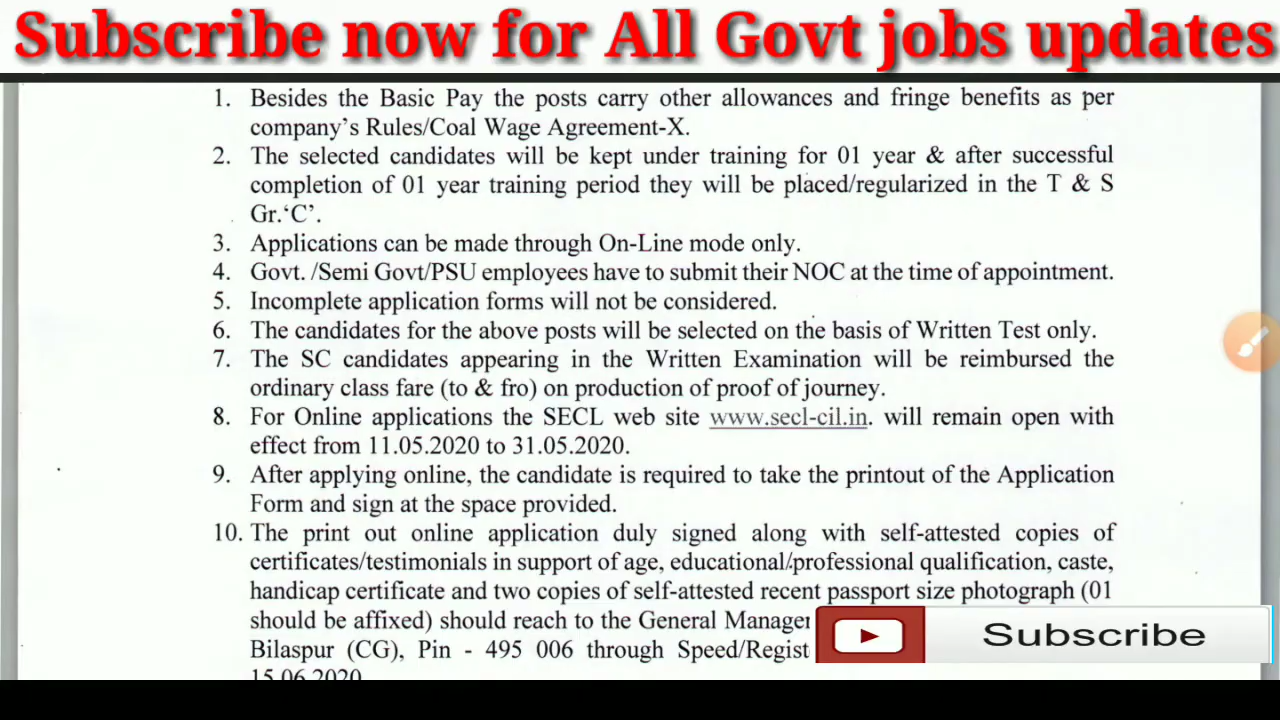 Subscribe now for All Govt jobs updates
1. Besides the Basic Pay the posts carry other allowances and fringe benefits as per
company's Rules/Coal Wage Agreement-X.
2. The selected candidates will be kept under training for 01 year & after successful
completion of 01 year training period they will be placed/regularized in the T & S
Gr.‘C’.
3. Applications can be made through On-Line mode only.
4. Govt. /Semi Govt/PSU employees have to submit their NOC at the time of appointment.
5. Incomplete application forms will not be considered.
6. The candidates for the above posts will be selected on the basis of Written Test only.
7. The SC candidates appearing in the Written Examination will be reimbursed the
ordinary class fare (to & fro) on production of proof of journey.
8. For Online applications the SECL web site www.secl-cil.in. will remain open with
effect from 11.05.2020 to 31.05.2020.
9. After applying online, the candidate is required to take the printout of the Application
Form and sign at the space provided.
10. The print out online application duly signed along with self-attested copies of
certificates/testimonials in support of age, educational/professional qualification, caste,
handicap certificate and two copies of self-attested recent passport size photograph (01
should be affixed) should reach to the General Manager
Bilaspur (CG), Pin - 495 006 through Speed/Regist
15.06.2020
Subscribe